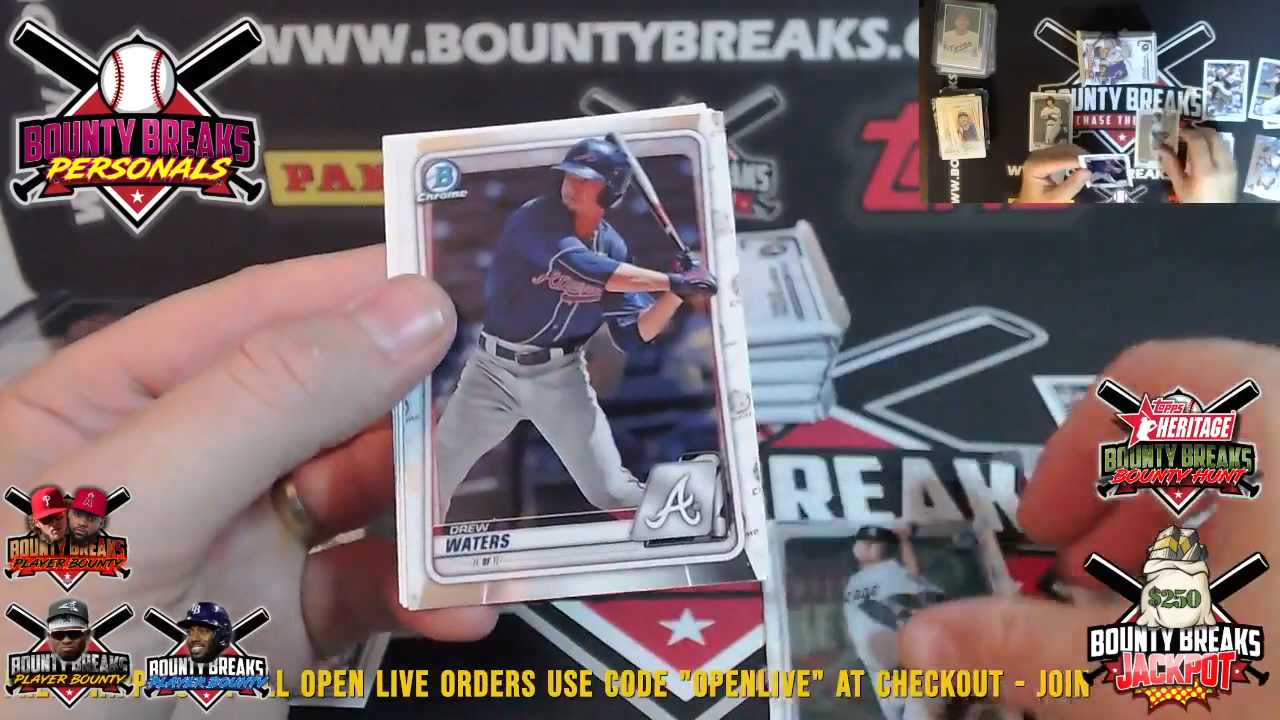 WWW.BOUNTYBREAKS.C
BOUNTY BREAKS
PERSONALS
PAN
BOUNTY BREAKS
CHASE TH
WWW.B
B
Chrome
A
DREW
WATERS
BREAK
TOPPS
HERITAGE
BOUNTY BREAKS
BOUNTY HUNT
BOUNTY BREAKS
PLAYER BOUNTY
BOUNTY BREAKS
PLAYER BOUNTY
BOUNTY BREAKS
PLAYER BOUNTY
$250
BOUNTY BREAKS
JACKPOT
L OPEN LIVE ORDERS USE CODE "OPENLIVE" AT CHECKOUT - JOIN